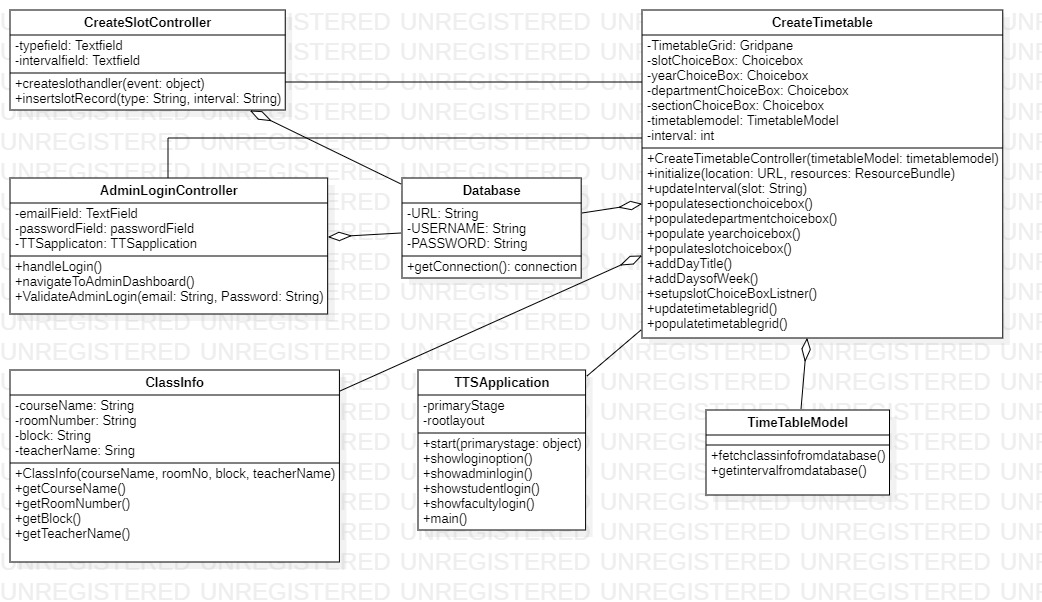 CreateSlotController
-typefield: Textfield
-intervalfield: Textfield
+createslothandler(event: object)
+insertslotRecord(type: String, interval: String)
CreateTimetable
-TimetableGrid: Gridpane
-slotChoiceBox: Choicebox
-yearChoiceBox: Choicebox
-departmentChoiceBox: Choicebox
-sectionChoiceBox: Choicebox
-timetablemodel: TimetableModel
-interval: int
+CreateTimetableController(timetableModel: timetablemodel)
+initialize(location: URL, resources: ResourceBundle)
+updateInterval(slot: String)
+populatesectionchoicebox()
+populatedepartmentchoicebox()
+populate yearchoicebox()
+populateslotchoicebox()
+addDayTitle()
+addDaysofWeek()
+setupslotChoiceBoxListner()
+updatetimetablegrid()
+populatetimetablegrid()
AdminLoginController
-emailField: TextField
-passwordField: passwordField
-TTSapplicaton: TTSapplication
+handleLogin()
+navigateToAdminDashboard()
+ValidateAdminLogin(email: String, Password: String)
Database
-URL: String
-USERNAME: String
-PASSWORD: String
+getConnection(): connection
ClassInfo
-courseName: String
-roomNumber: String
-block: String
-teacherName: Sring
+ClassInfo(courseName, roomNo, block, teacherName)
+getCourseName()
+getRoomNumber()
+getBlock()
+getTeacherName()
TTSApplication
-primaryStage
-rootlayout
+start(primarystage: object)
+showloginoption()
+showadminlogin()
+showstudentlogin()
+showfacultylogin()
+main()
TimeTableModel
+fetchclassinfofromdatabase()
+getintervalfromdatabase()
UNREGISTERED